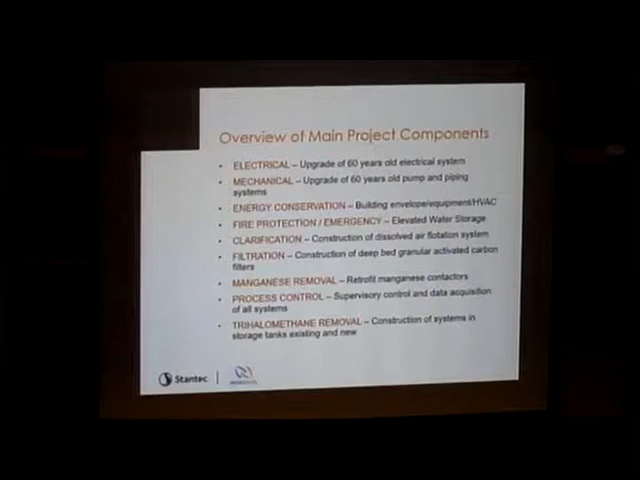 Overview of Main Project Components
• ELECTRICAL – Upgrade of 60 years old electrical system
• MECHANICAL – Upgrade of 60 years old pump and piping
systems
• ENERGY CONSERVATION – Building envelope/equipment/HVAC
• FIRE PROTECTION / EMERGENCY – Elevated Water Storage
• CLARIFICATION – Construction of dissolved air flotation system
• FILTRATION – Construction of deep bed granular activated carbon
filters
• MANGANESE REMOVAL – Retrofit manganese contactors
• PROCESS CONTROL – Supervisory control and data acquisition
of all systems
• TRIHALOMETHANE REMOVAL – Construction of systems in
storage tanks existing and new
Stantec